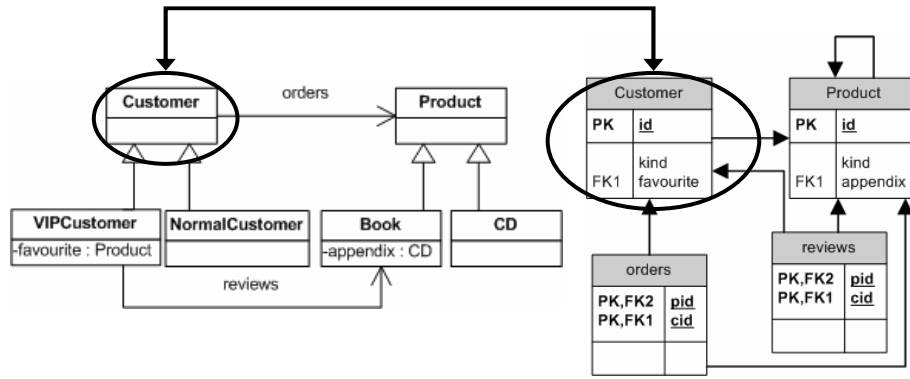 Customer
orders
Product
VIPCustomer
-favourite : Product
NormalCustomer
Book
-appendix : CD
CD
reviews
Customer
PK id
kind
FK1 favourite
Product
PK id
kind
FK1 appendix
orders
PK,FK2 pid
PK,FK1 cid
reviews
PK,FK2 pid
PK,FK1 cid